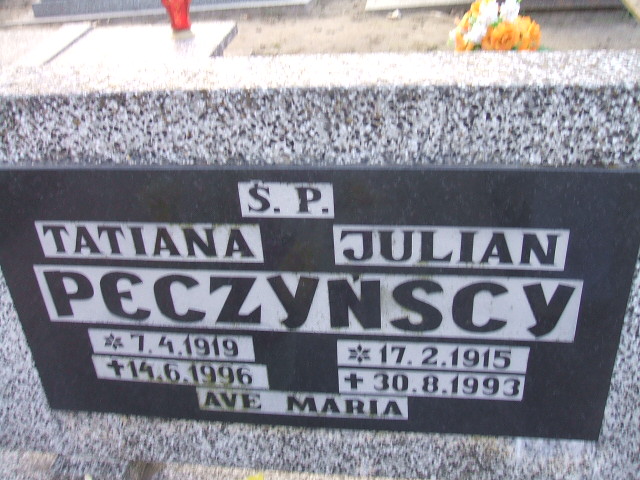 Ś. P.
TATIANA JULIAN
PĘCZYŃSCY
* 7.4.1919 * 17.2.1915
+14.6.1996 + 30.8.1993
AVE MARIA